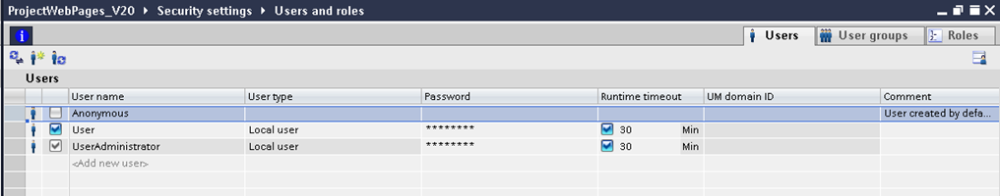 ProjectWebPages_V20 ▸ Security settings ▸ Users and roles
Users User groups Roles
Users
User name User type Password Runtime timeout UM domain ID Comment
Anonymous User created by defa...
User Local user ******** 30 Min
UserAdministrator Local user ******** 30 Min
<Add new user>